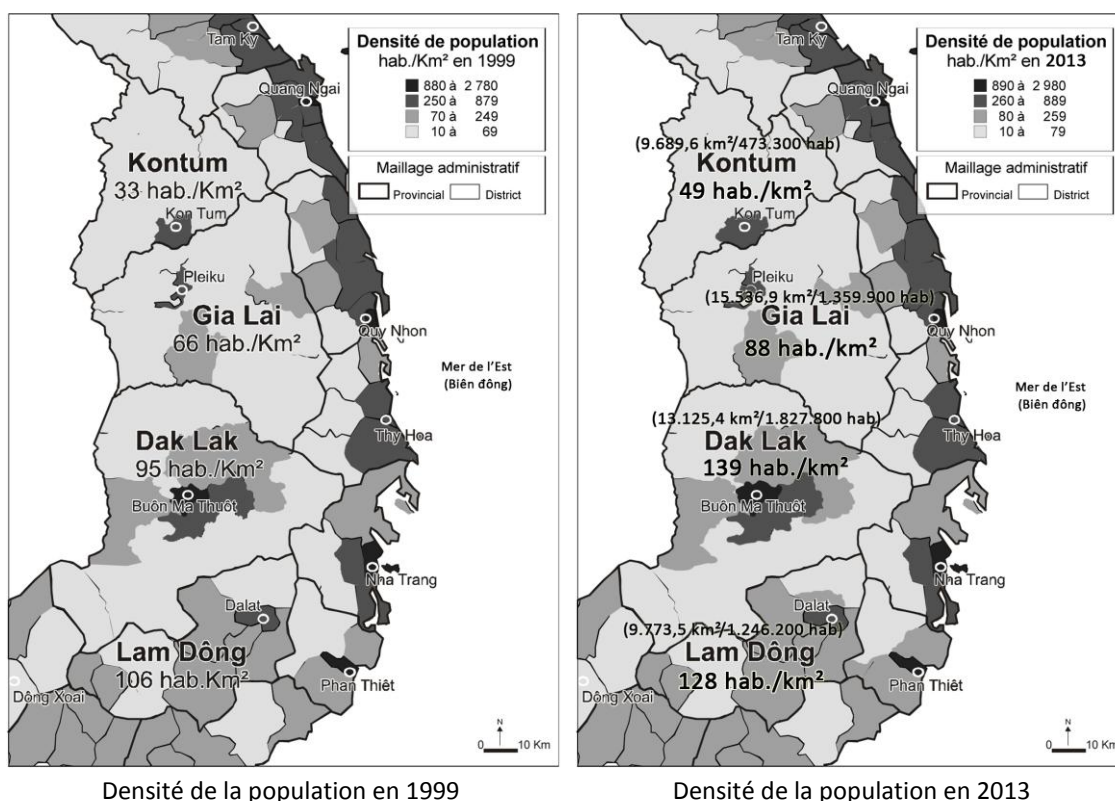 Tam Ky
Densité de population
hab./Km² en 1999
880 à 2 780
250 à 879
70 à 249
10 à 69
Quang Ngai
Maillage administratif
Provincial District
Kontum
33 hab./Km²
Kon Tum
Pleiku
Gia Lai
66 hab./Km²
Quy Nhon
Mer de l'Est
(Biên đông)
Thy Hoa
Dak Lak
95 hab./Km²
Buôn Ma Thuôt
Nha Trang
Dalat
Lam Dông
106 hab.Km²
Dông Xoai
Phan Thiêt
N
0 10 Km
Densité de la population en 1999
Tam Ky
Densité de population
hab./Km² en 2013
890 à 2 980
260 à 889
80 à 259
10 à 79
Quang Ngai
(9.689,6 km²/473.300 hab)
Maillage administratif
Provincial District
Kontum
49 hab./km²
Kon Tum
Pleiku
(15.536,9 km²/1.359.900 hab)
Gia Lai
88 hab./km²
Quy Nhon
Mer de l'Est
(Biên đông)
(13.125,4 km²/1.827.800 hab)
Thy Hoa
Dak Lak
139 hab./km²
Buôn Ma Thuôt
Nha Trang
Dalat
(9.773,5 km²/1.246.200 hab)
Lam Dông
128 hab./km²
Dông Xoai
Phan Thiêt
N
0 10 Km
Densité de la population en 2013